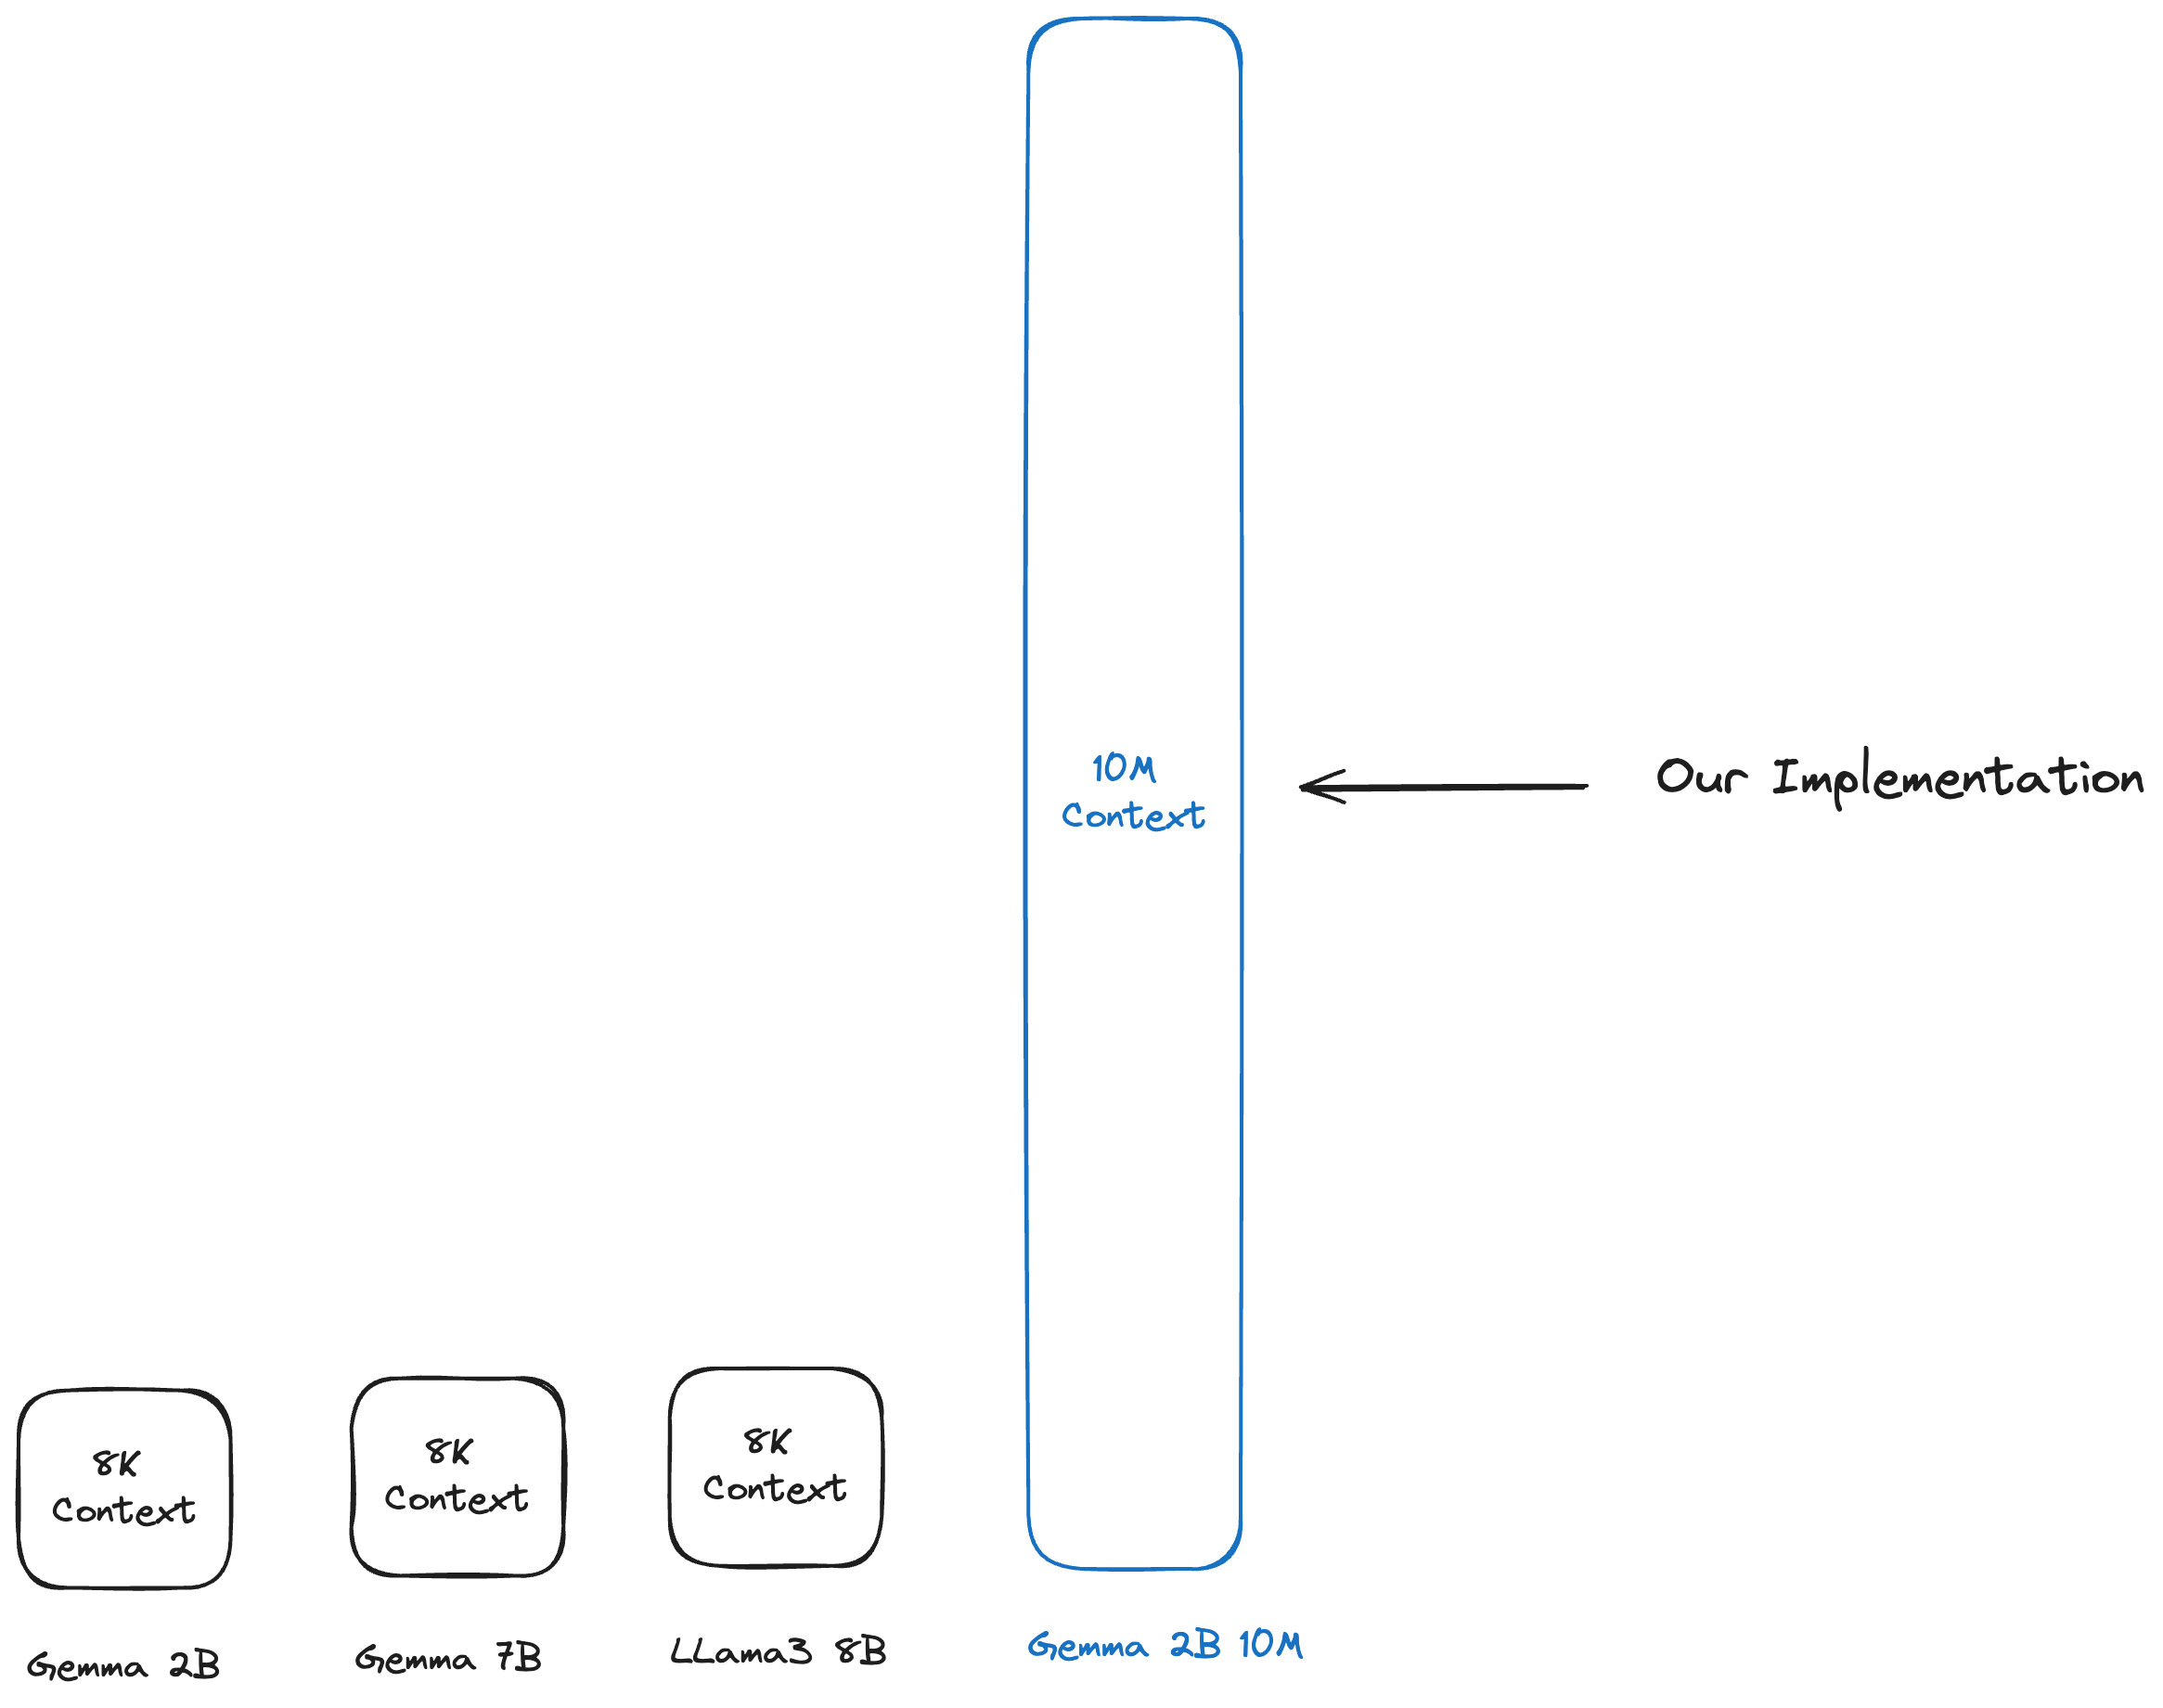 10M
Context
Our Implementation
8K
Context
8K
Context
8K
Context
Gemma 2B
Gemma 7B
LLama3 8B
Gemma 2B 10M